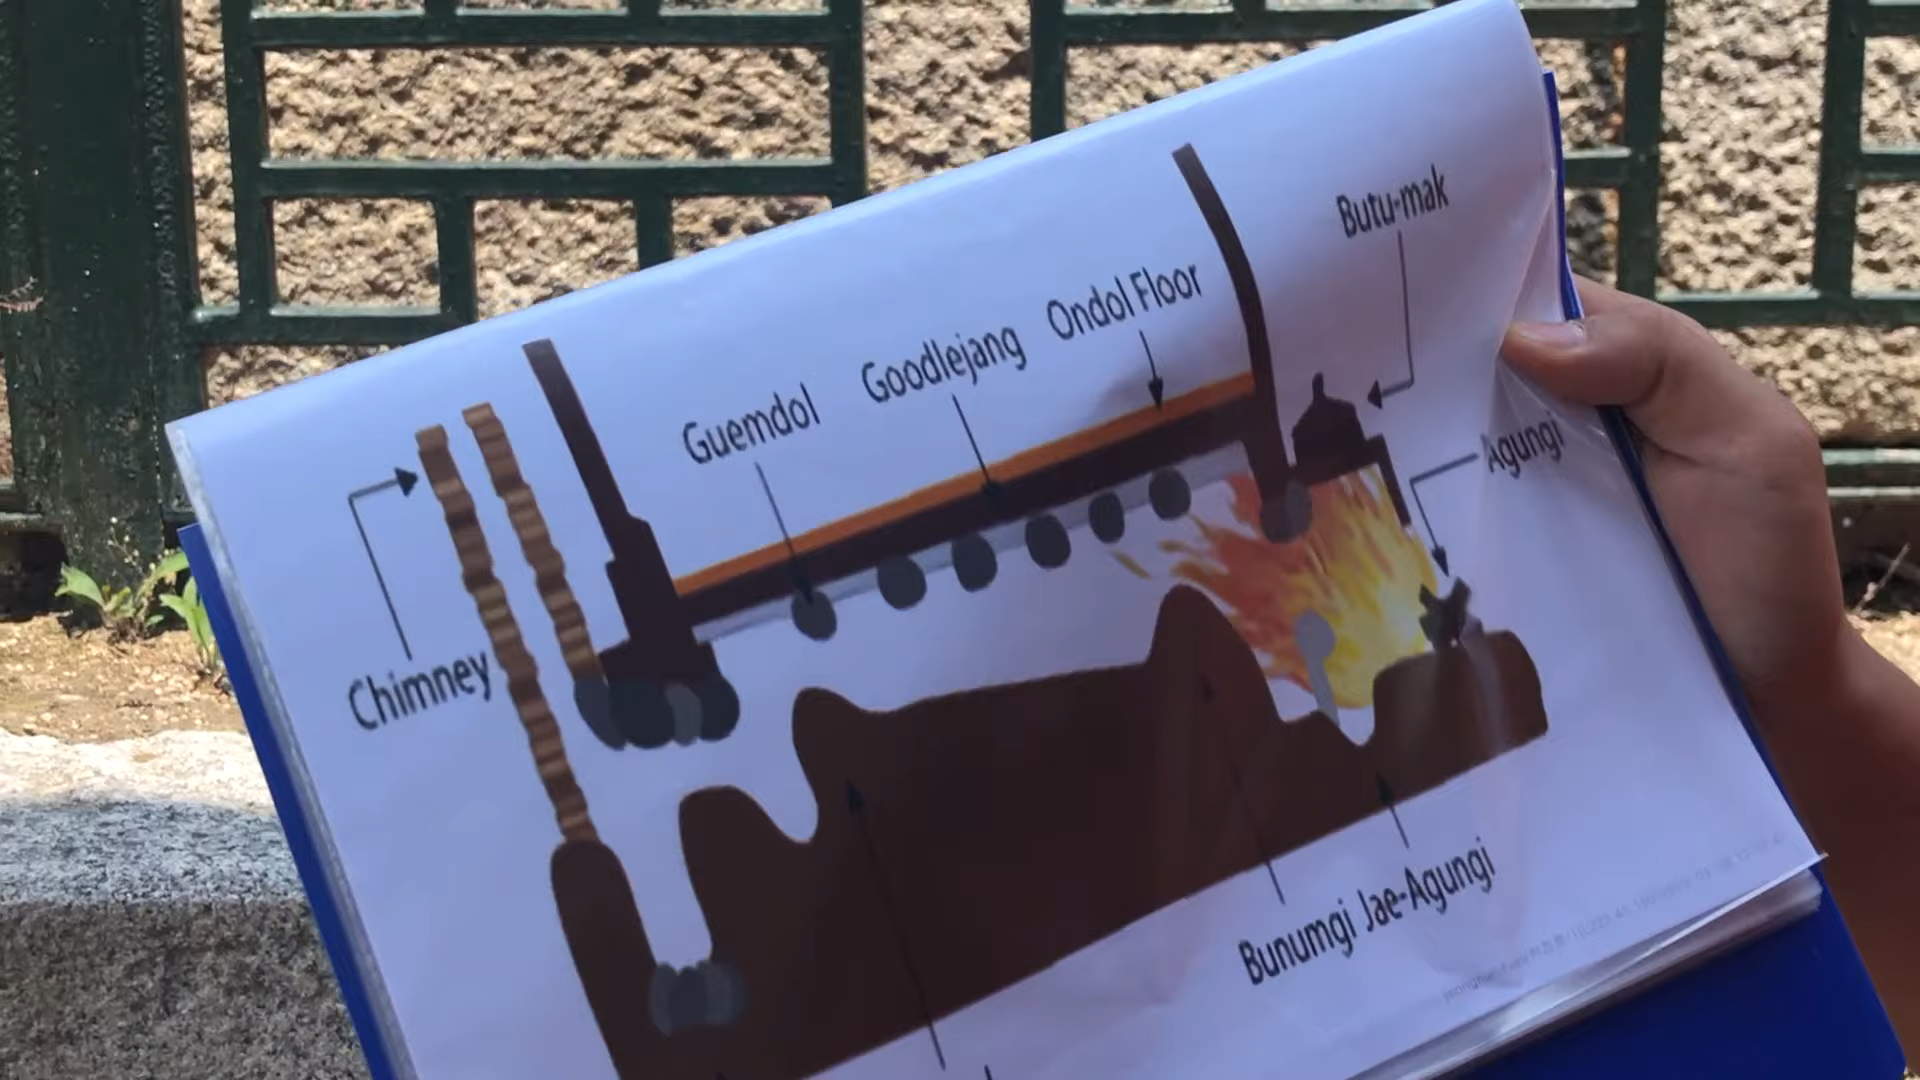 Butu-mak
Ondol Floor
Goodlejang
Guemdol
Agungi
Chimney
Bunumgi
Jae-Agungi